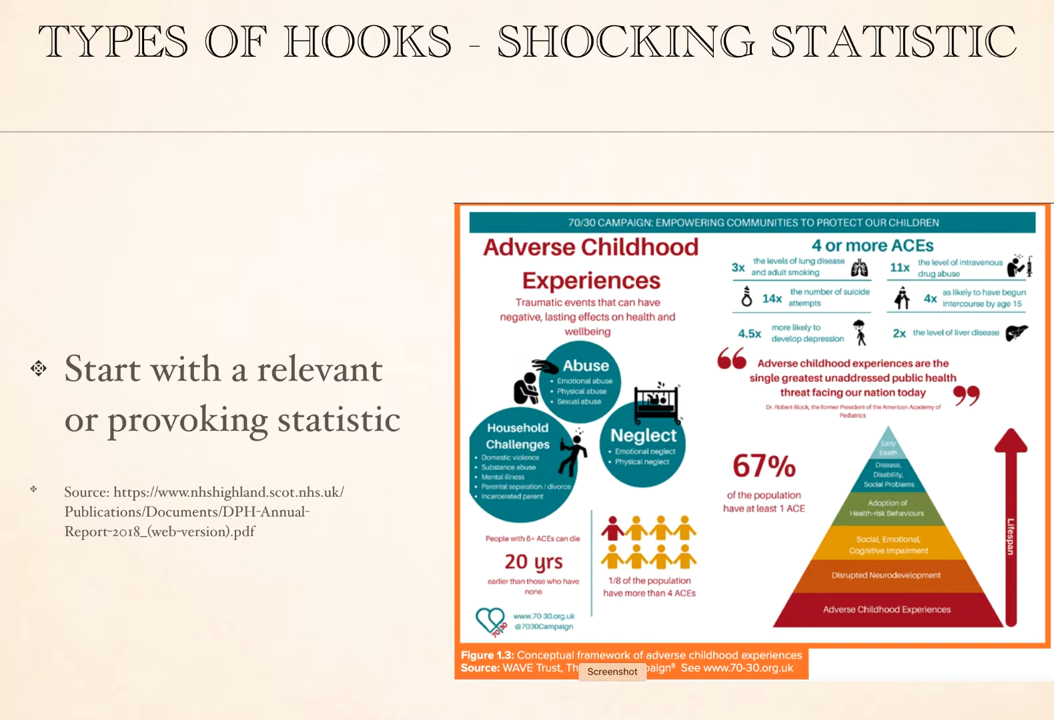 TYPES OF HOOKS - SHOCKING STATISTIC
Start with a relevant
or provoking statistic
Source: https://www.nhshighland.scot.nhs.uk/
Publications/Documents/DPH-Annual-
Report-2018_(web-version).pdf
70/30 CAMPAIGN: EMPOWERING COMMUNITIES TO PROTECT OUR CHILDREN
Adverse Childhood
Experiences
Traumatic events that can have
negative, lasting effects on health and
wellbeing
Abuse
• Emotional abuse
• Physical abuse
• Sexual abuse
Household
Challenges
• Domestic violence
• Substance abuse
• Mental illness
• Parental separation / divorce
• Incarcerated parent
Neglect
• Emotional neglect
• Physical neglect
People with 6+ ACEs can die
20 yrs
earlier than those who have
none
1/8 of the population
have more than 4 ACEs
70/30
www.70-30.org.uk
@7030Campaign
4 or more ACEs
3x the levels of lung disease
and adult smoking
11x the level of intravenous
drug abuse
14x the number of suicide
attempts
4x as likely to have begun
intercourse by age 15
4.5x more likely to
develop depression
2x the level of liver disease
“ Adverse childhood experiences are the
single greatest unaddressed public health
threat facing our nation today ”
Dr. Robert Block, the former President of the American Academy of
Pediatrics
67%
of the population
have at least 1 ACE
Early
Death
Disease,
Disability,
Social Problems
Adoption of
Health-risk Behaviours
Social, Emotional,
Cognitive Impairment
Disrupted Neurodevelopment
Adverse Childhood Experiences
Lifespan
Figure 1.3: Conceptual framework of adverse childhood experiences
Source: WAVE Trust, See www.70-30.org.uk
Screenshot